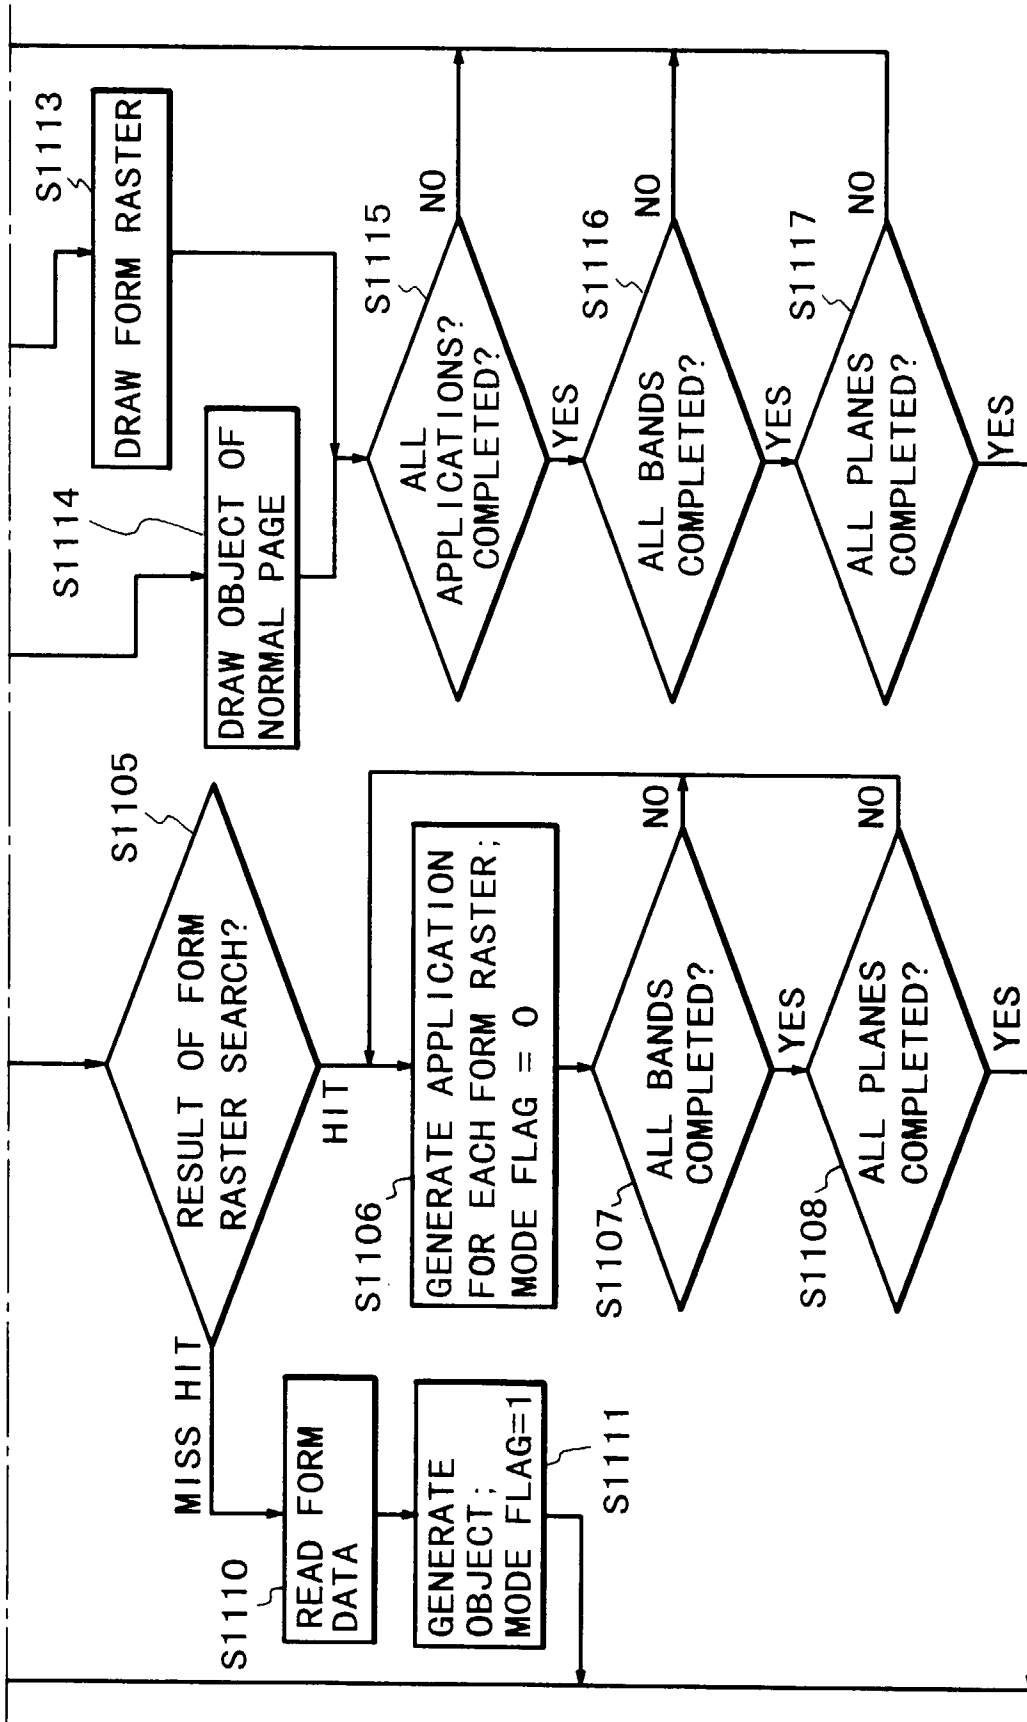 S1105
RESULT OF FORM
RASTER SEARCH?
MISS HIT
HIT
S1110
READ FORM
DATA
S1106
GENERATE APPLICATION
FOR EACH FORM RASTER;
MODE FLAG = 0
GENERATE
OBJECT;
MODE FLAG=1
S1111
S1107
ALL BANDS
COMPLETED?
NO
YES
S1108
ALL PLANES
COMPLETED?
NO
YES
S1113
DRAW FORM RASTER
S1114
DRAW OBJECT OF
NORMAL PAGE
S1115
ALL
APPLICATIONS?
COMPLETED?
NO
YES
S1116
ALL BANDS
COMPLETED?
NO
YES
S1117
ALL PLANES
COMPLETED?
NO
YES